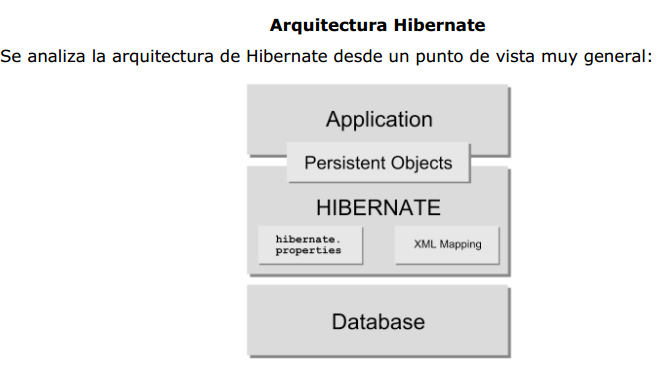 Arquitectura Hibernate
Se analiza la arquitectura de Hibernate desde un punto de vista muy general:
Application
Persistent Objects
HIBERNATE
hibernate.
properties
XML Mapping
Database